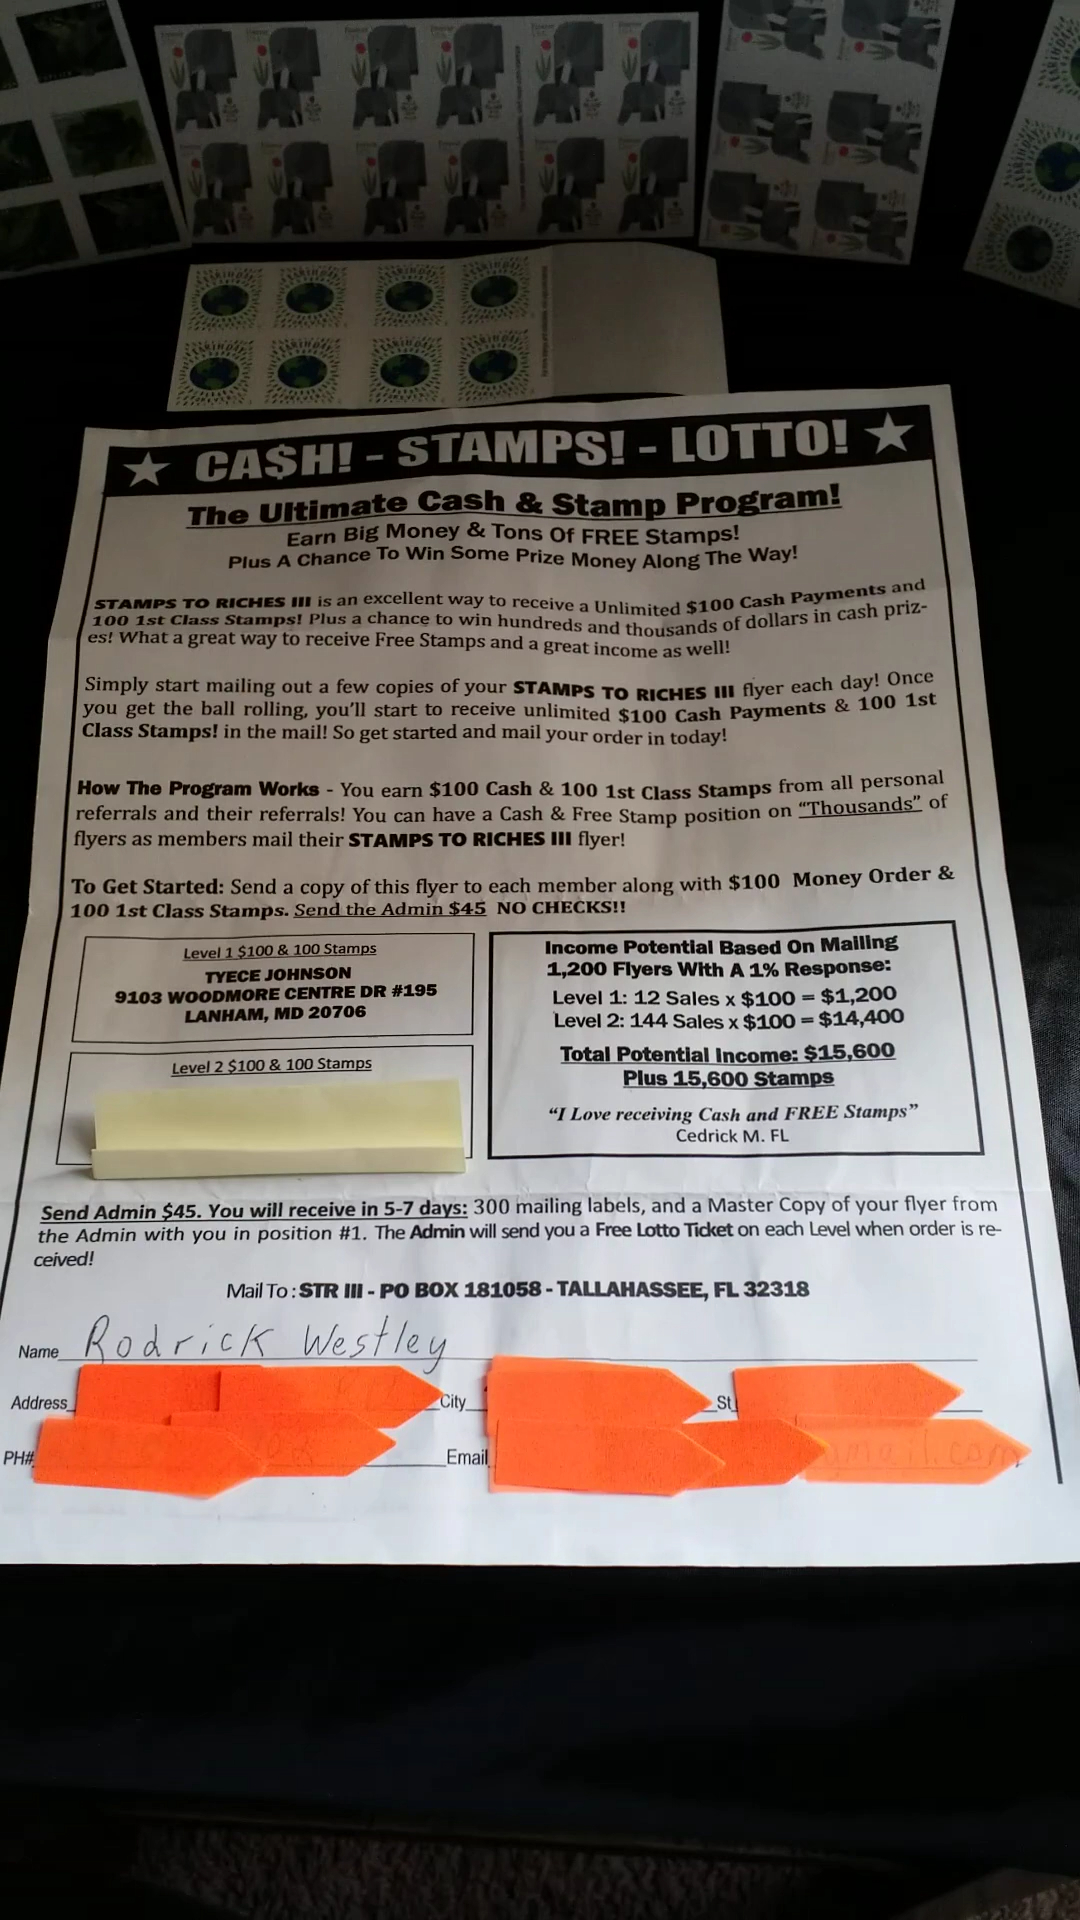 ★ CA$H! - STAMPS! - LOTTO! ★
The Ultimate Cash & Stamp Program!
Earn Big Money & Tons Of FREE Stamps!
Plus A Chance To Win Some Prize Money Along The Way!
STAMPS TO RICHES III is an excellent way to receive a Unlimited $100 Cash Payments and
100 1st Class Stamps! Plus a chance to win hundreds and thousands of dollars in cash priz-
es! What a great way to receive Free Stamps and a great income as well!
Simply start mailing out a few copies of your STAMPS TO RICHES III flyer each day! Once
you get the ball rolling, you'll start to receive unlimited $100 Cash Payments & 100 1st
Class Stamps! in the mail! So get started and mail your order in today!
How The Program Works - You earn $100 Cash & 100 1st Class Stamps from all personal
referrals and their referrals! You can have a Cash & Free Stamp position on "Thousands" of
flyers as members mail their STAMPS TO RICHES III flyer!
To Get Started: Send a copy of this flyer to each member along with $100 Money Order &
100 1st Class Stamps. Send the Admin $45 NO CHECKS!!
Level 1 $100 & 100 Stamps
TYECE JOHNSON
9103 WOODMORE CENTRE DR #195
LANHAM, MD 20706
Level 2 $100 & 100 Stamps
Income Potential Based On Mailing
1,200 Flyers With A 1% Response:
Level 1: 12 Sales x $100 = $1,200
Level 2: 144 Sales x $100 = $14,400
Total Potential Income: $15,600
Plus 15,600 Stamps
"I Love receiving Cash and FREE Stamps"
Cedrick M. FL
Send Admin $45. You will receive in 5-7 days: 300 mailing labels, and a Master Copy of your flyer from
the Admin with you in position #1. The Admin will send you a Free Lotto Ticket on each Level when order is re-
ceived!
Mail To : STR III - PO BOX 181058 - TALLAHASSEE, FL 32318
Name Rodrick Westley
Address City St
PH# Email gmail.com